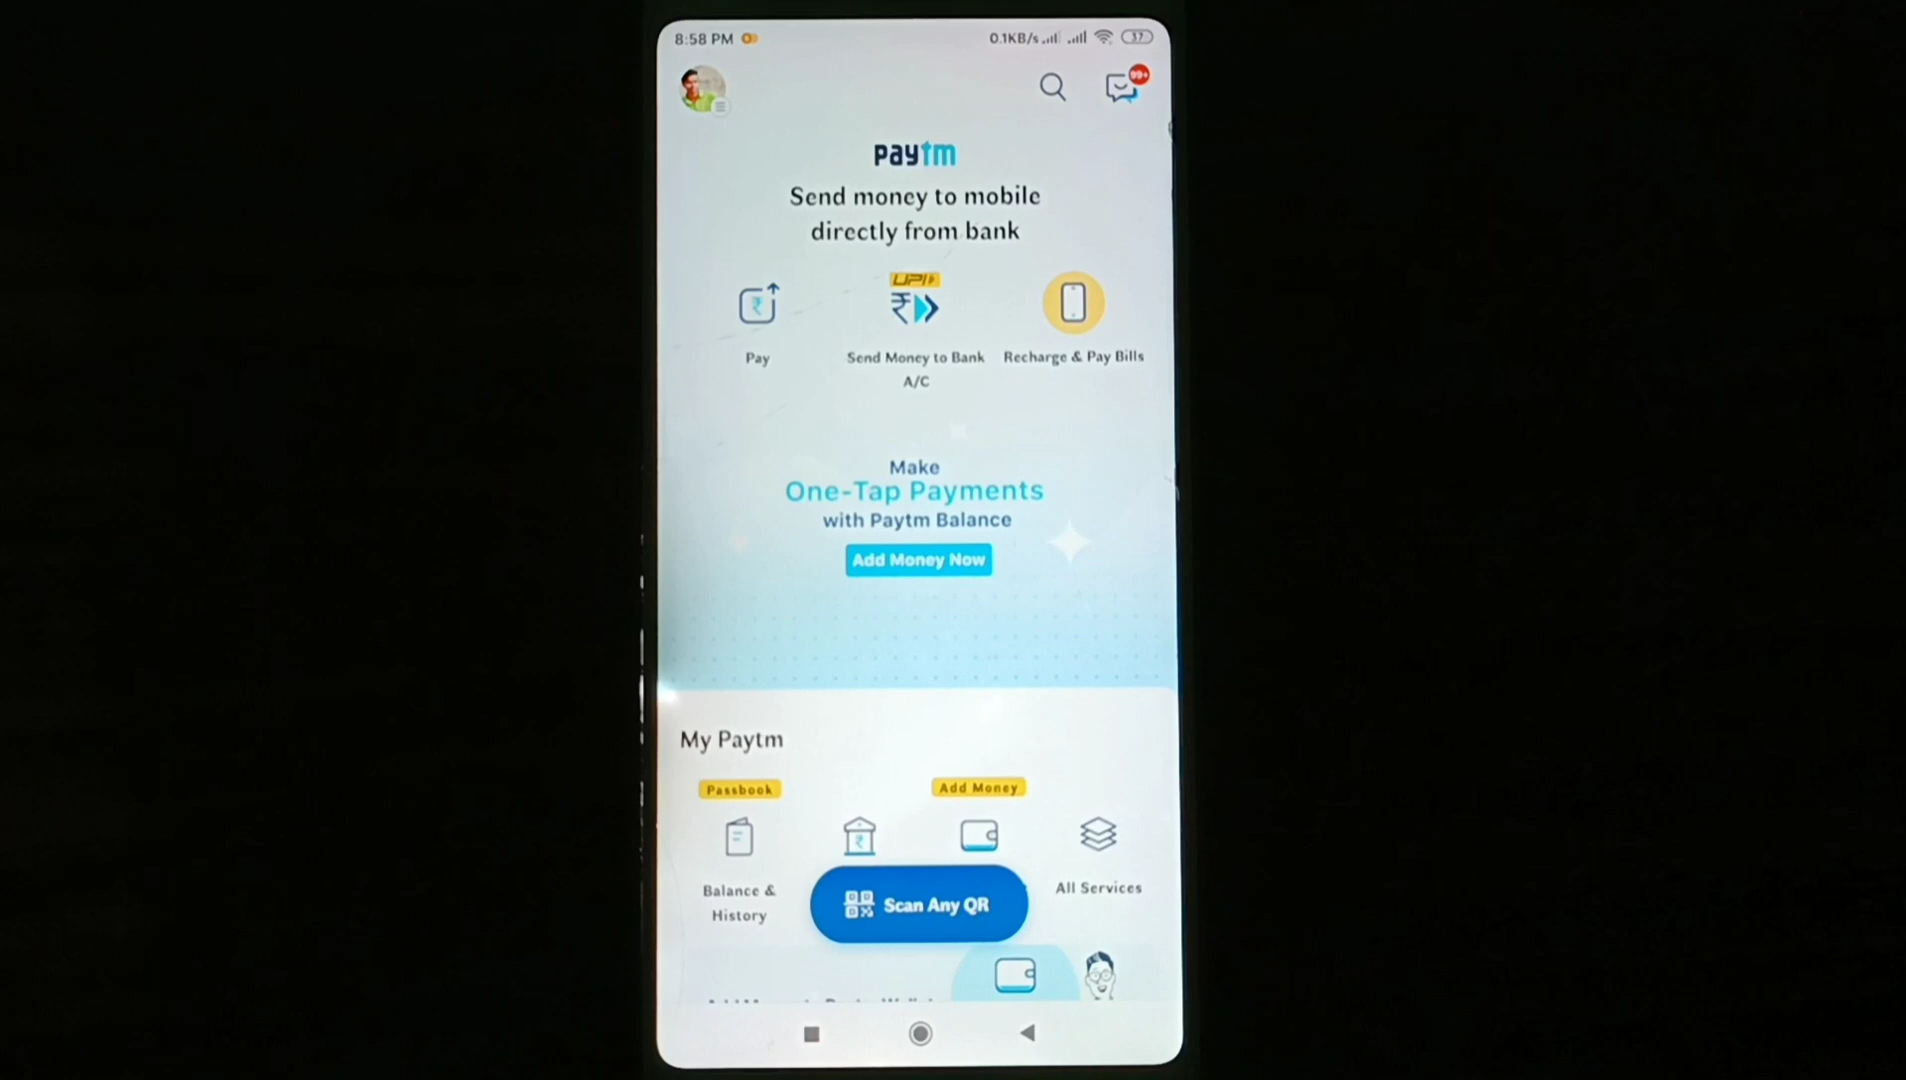 8:58 PM
0.1KB/s
37
99+
paytm
Send money to mobile
directly from bank
UPI
Pay
Send Money to Bank
A/C
Recharge & Pay Bills
Make
One-Tap Payments
with Paytm Balance
Add Money Now
My Paytm
Passbook
Add Money
Balance &
History
All Services
Scan Any QR